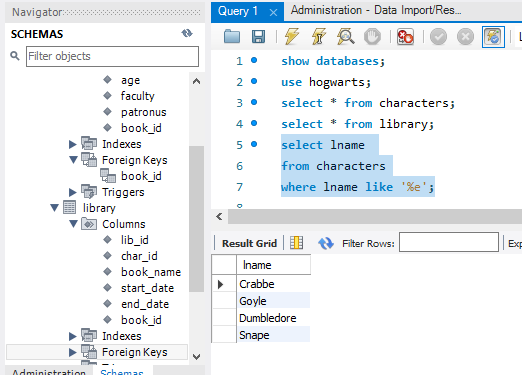 Navigator
SCHEMAS
Filter objects
age
faculty
patronus
book_id
Indexes
Foreign Keys
book_id
Triggers
library
Columns
lib_id
char_id
book_name
start_date
end_date
book_id
Indexes
Foreign Keys
Administration Schemas
Query 1 Administration - Data Import/Res...
1 show databases;
2 use hogwarts;
3 select * from characters;
4 select * from library;
5 select lname
6 from characters
7 where lname like '%e';
8
Result Grid Filter Rows: Exp
lname
Crabbe
Goyle
Dumbledore
Snape